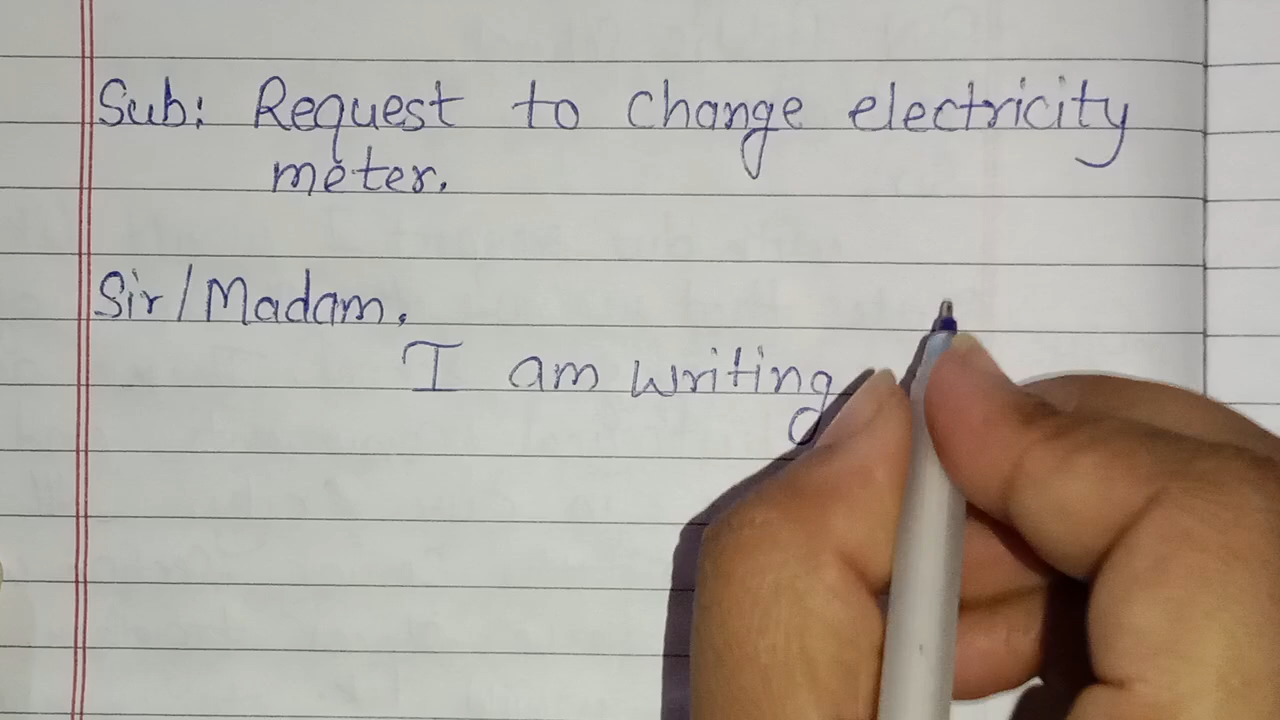 Sub: Request to change electricity
meter.
Sir/Madam,
I am writing